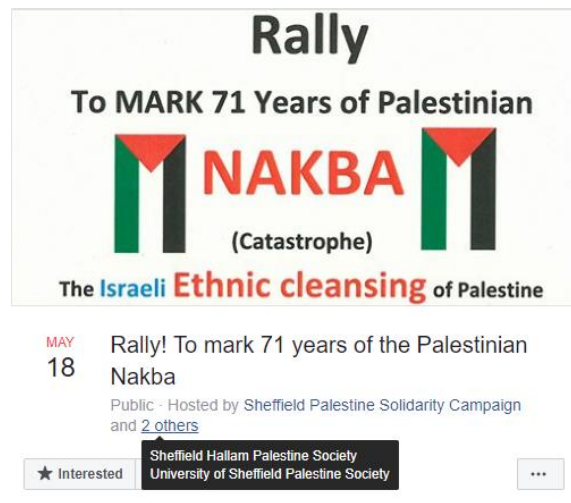 Rally
To MARK 71 Years of Palestinian
NAKBA
(Catastrophe)
The Israeli Ethnic cleansing of Palestine
MAY
18
Rally! To mark 71 years of the Palestinian
Nakba
Public · Hosted by Sheffield Palestine Solidarity Campaign
and 2 others
Sheffield Hallam Palestine Society
University of Sheffield Palestine Society
★ Interested
...